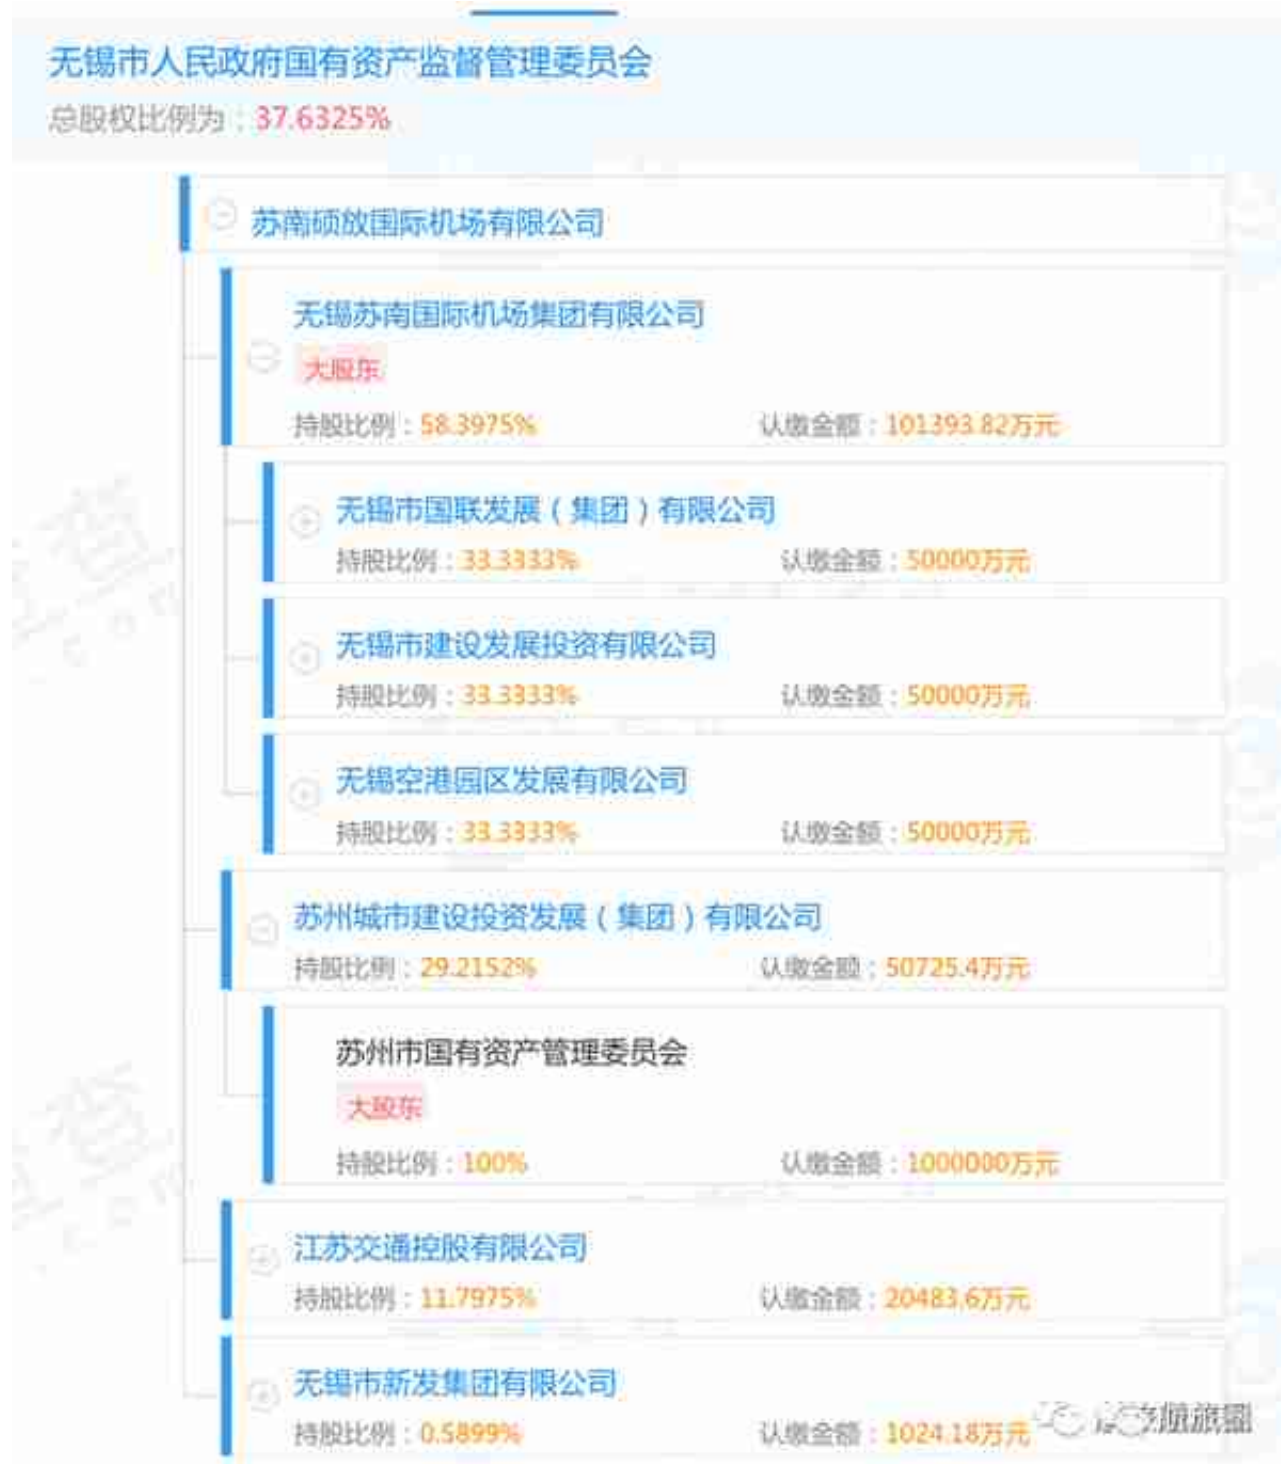 无锡市人民政府国有资产监督管理委员会
总股权比例为：37.6325%
苏南硕放国际机场有限公司
无锡苏南国际机场集团有限公司
大股东
持股比例：58.3975% 认缴金额：101393.82万元
无锡市国联发展（集团）有限公司
持股比例：33.3333% 认缴金额：50000万元
无锡市建设发展投资有限公司
持股比例：33.3333% 认缴金额：50000万元
无锡空港园区发展有限公司
持股比例：33.3333% 认缴金额：50000万元
苏州城市建设投资发展（集团）有限公司
持股比例：29.2152% 认缴金额：50725.4万元
苏州市国有资产管理委员会
大股东
持股比例：100% 认缴金额：1000000万元
江苏交通控股有限公司
持股比例：11.7975% 认缴金额：20483.6万元
无锡市新发集团有限公司
持股比例：0.5899% 认缴金额：1024.18万元